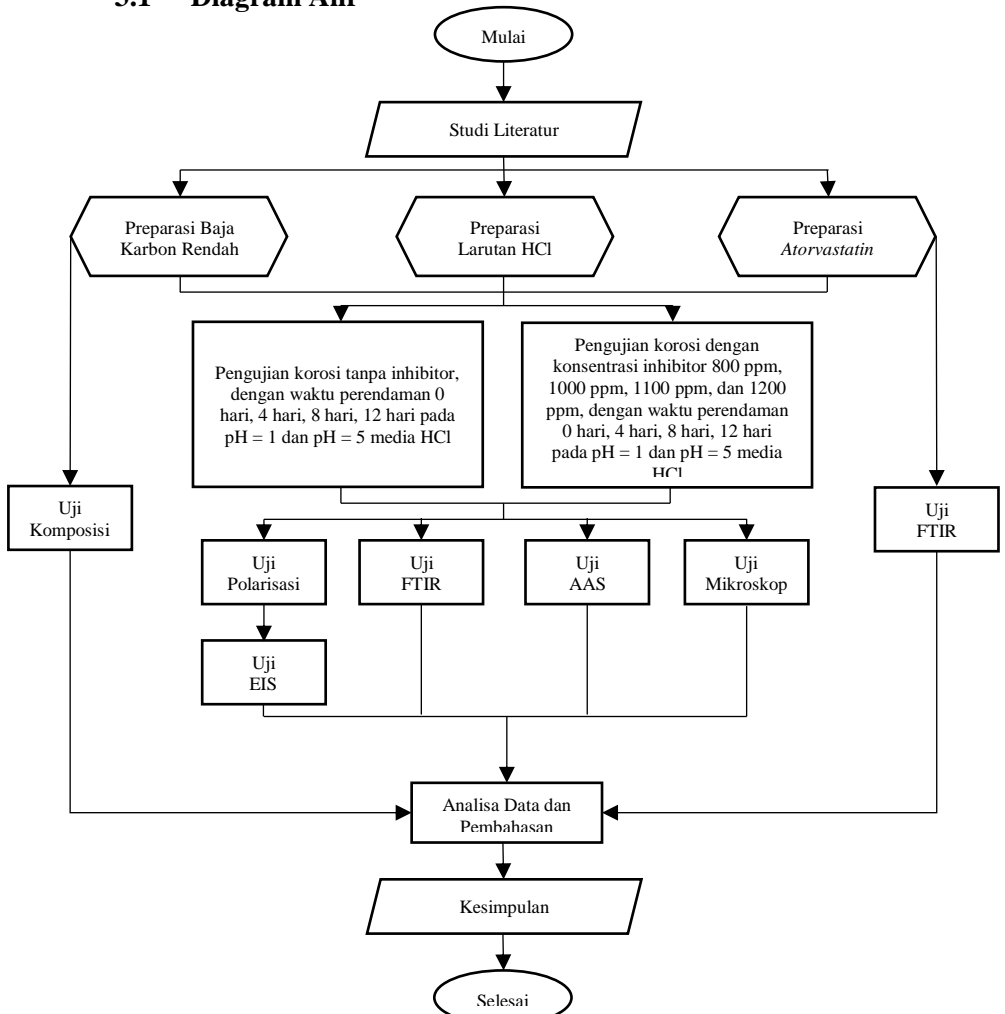 3.1 Diagram Alir
Mulai
Studi Literatur
Preparasi Baja
Karbon Rendah
Preparasi
Larutan HCl
Preparasi
Atorvastatin
Pengujian korosi tanpa inhibitor,
dengan waktu perendaman 0
hari, 4 hari, 8 hari, 12 hari pada
pH = 1 dan pH = 5 media HCl
Pengujian korosi dengan
konsentrasi inhibitor 800 ppm,
1000 ppm, 1100 ppm, dan 1200
ppm, dengan waktu perendaman
0 hari, 4 hari, 8 hari, 12 hari
pada pH = 1 dan pH = 5 media
HCl
Uji
Komposisi
Uji
FTIR
Uji
Polarisasi
Uji
FTIR
Uji
AAS
Uji
Mikroskop
Uji
EIS
Analisa Data dan
Pembahasan
Kesimpulan
Selesai